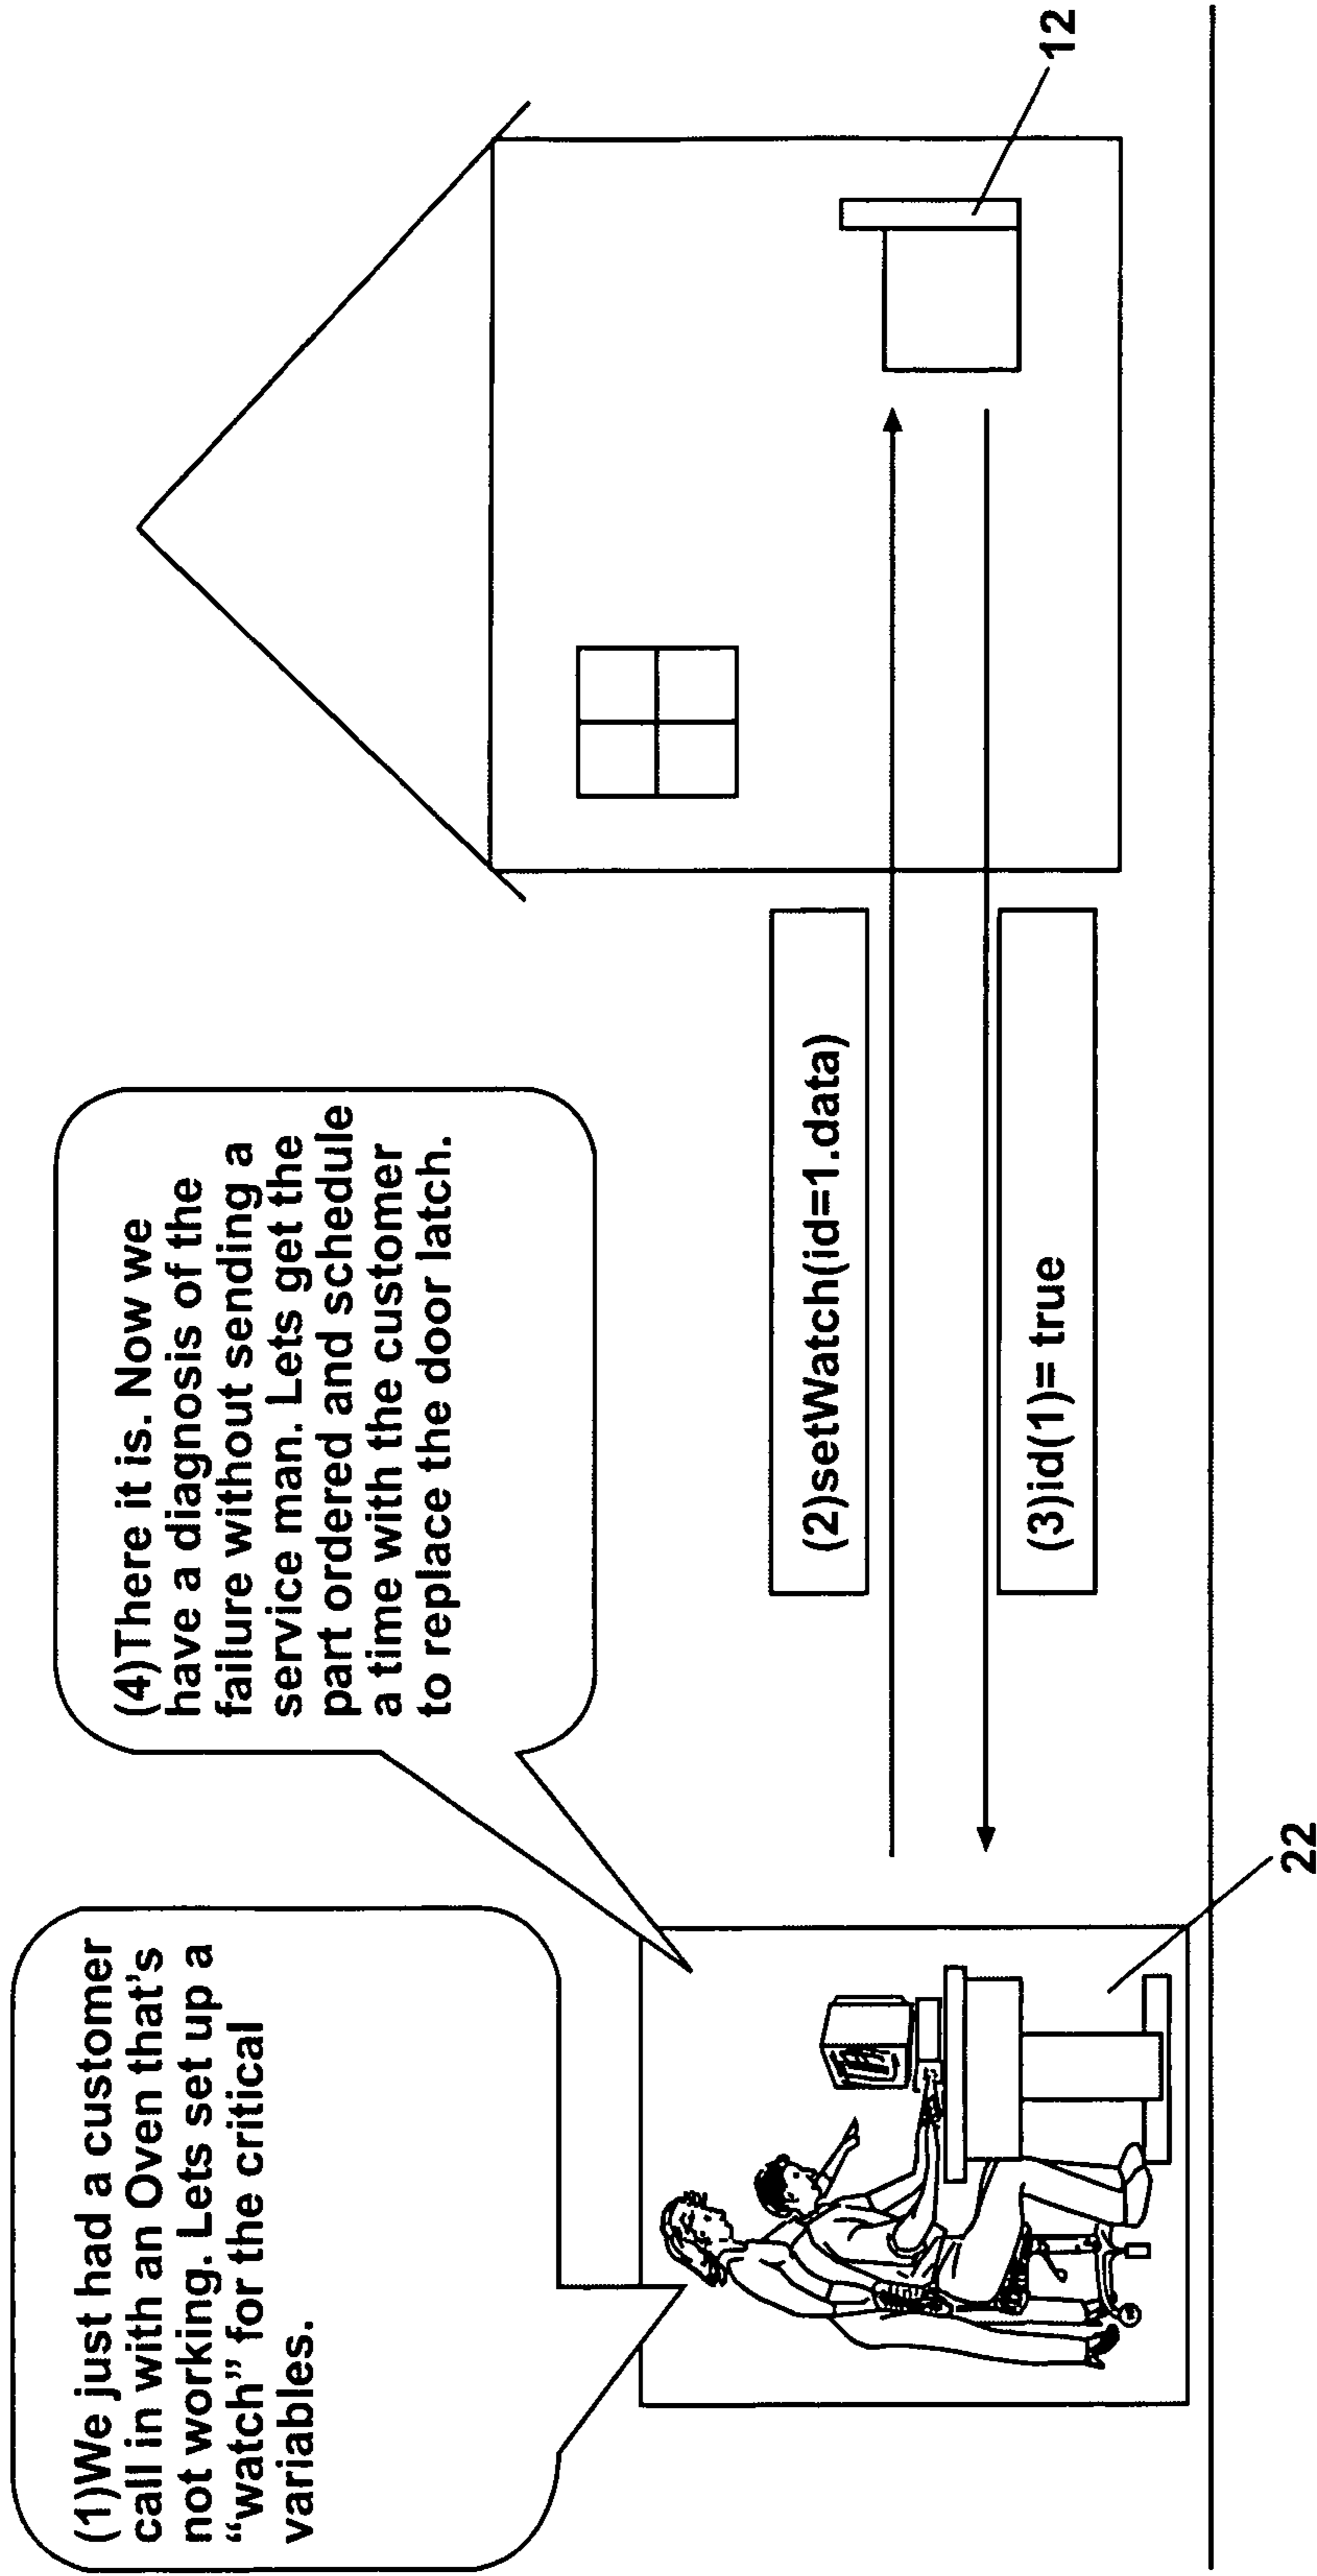 (1)We just had a customer
call in with an Oven that's
not working. Lets set up a
“watch” for the critical
variables.
(4)There it is. Now we
have a diagnosis of the
failure without sending a
service man. Lets get the
part ordered and schedule
a time with the customer
to replace the door latch.
(2)setWatch(id=1.data)
(3)id(1)= true
12
22